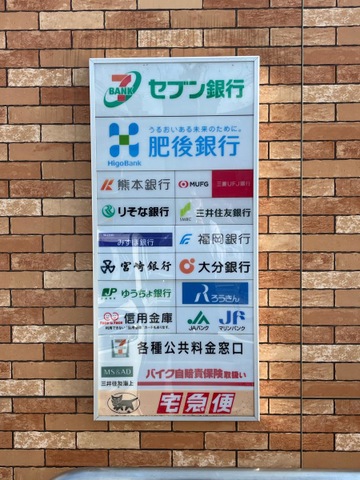 7 BANK セブン銀行
うるおいある未来のために。
HigoBank 肥後銀行
熊本銀行 MUFG 三菱UFJ銀行
りそな銀行 SMBC 三井住友銀行
みずほ銀行 福岡銀行
宮崎銀行 大分銀行
JP ゆうちょ銀行 ろうきん
信用金庫 JA JAバンク JF マリンバンク
各種公共料金窓口
MS&AD 三井住友海上 バイク自賠責保険取扱い
宅急便